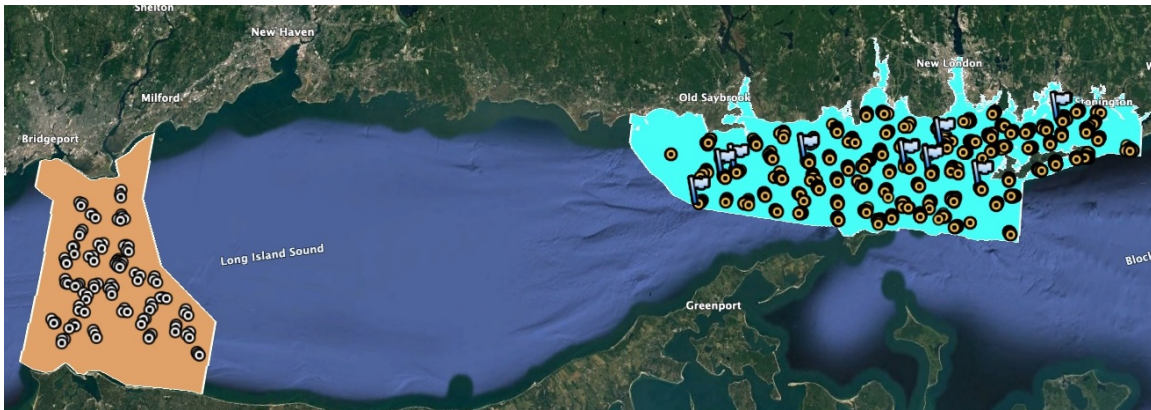 Shelton
New Haven
New London
Milford
Old Saybrook
Stonington
Bridgeport
Long Island Sound
Block
Greenport